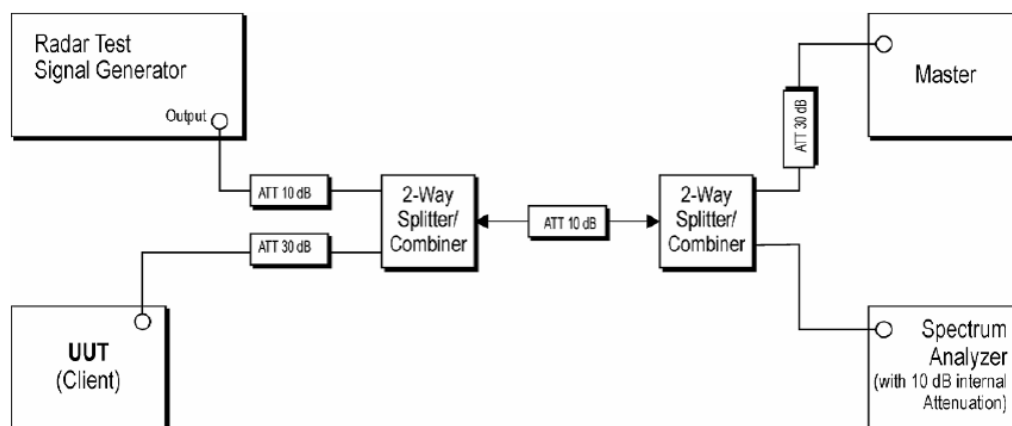 Radar Test
Signal Generator
Output
Master
ATT 30 dB
ATT 10 dB
2-Way
Splitter/
Combiner
ATT 10 dB
2-Way
Splitter/
Combiner
ATT 30 dB
UUT
(Client)
Spectrum
Analyzer
(with 10 dB internal
Attenuation)